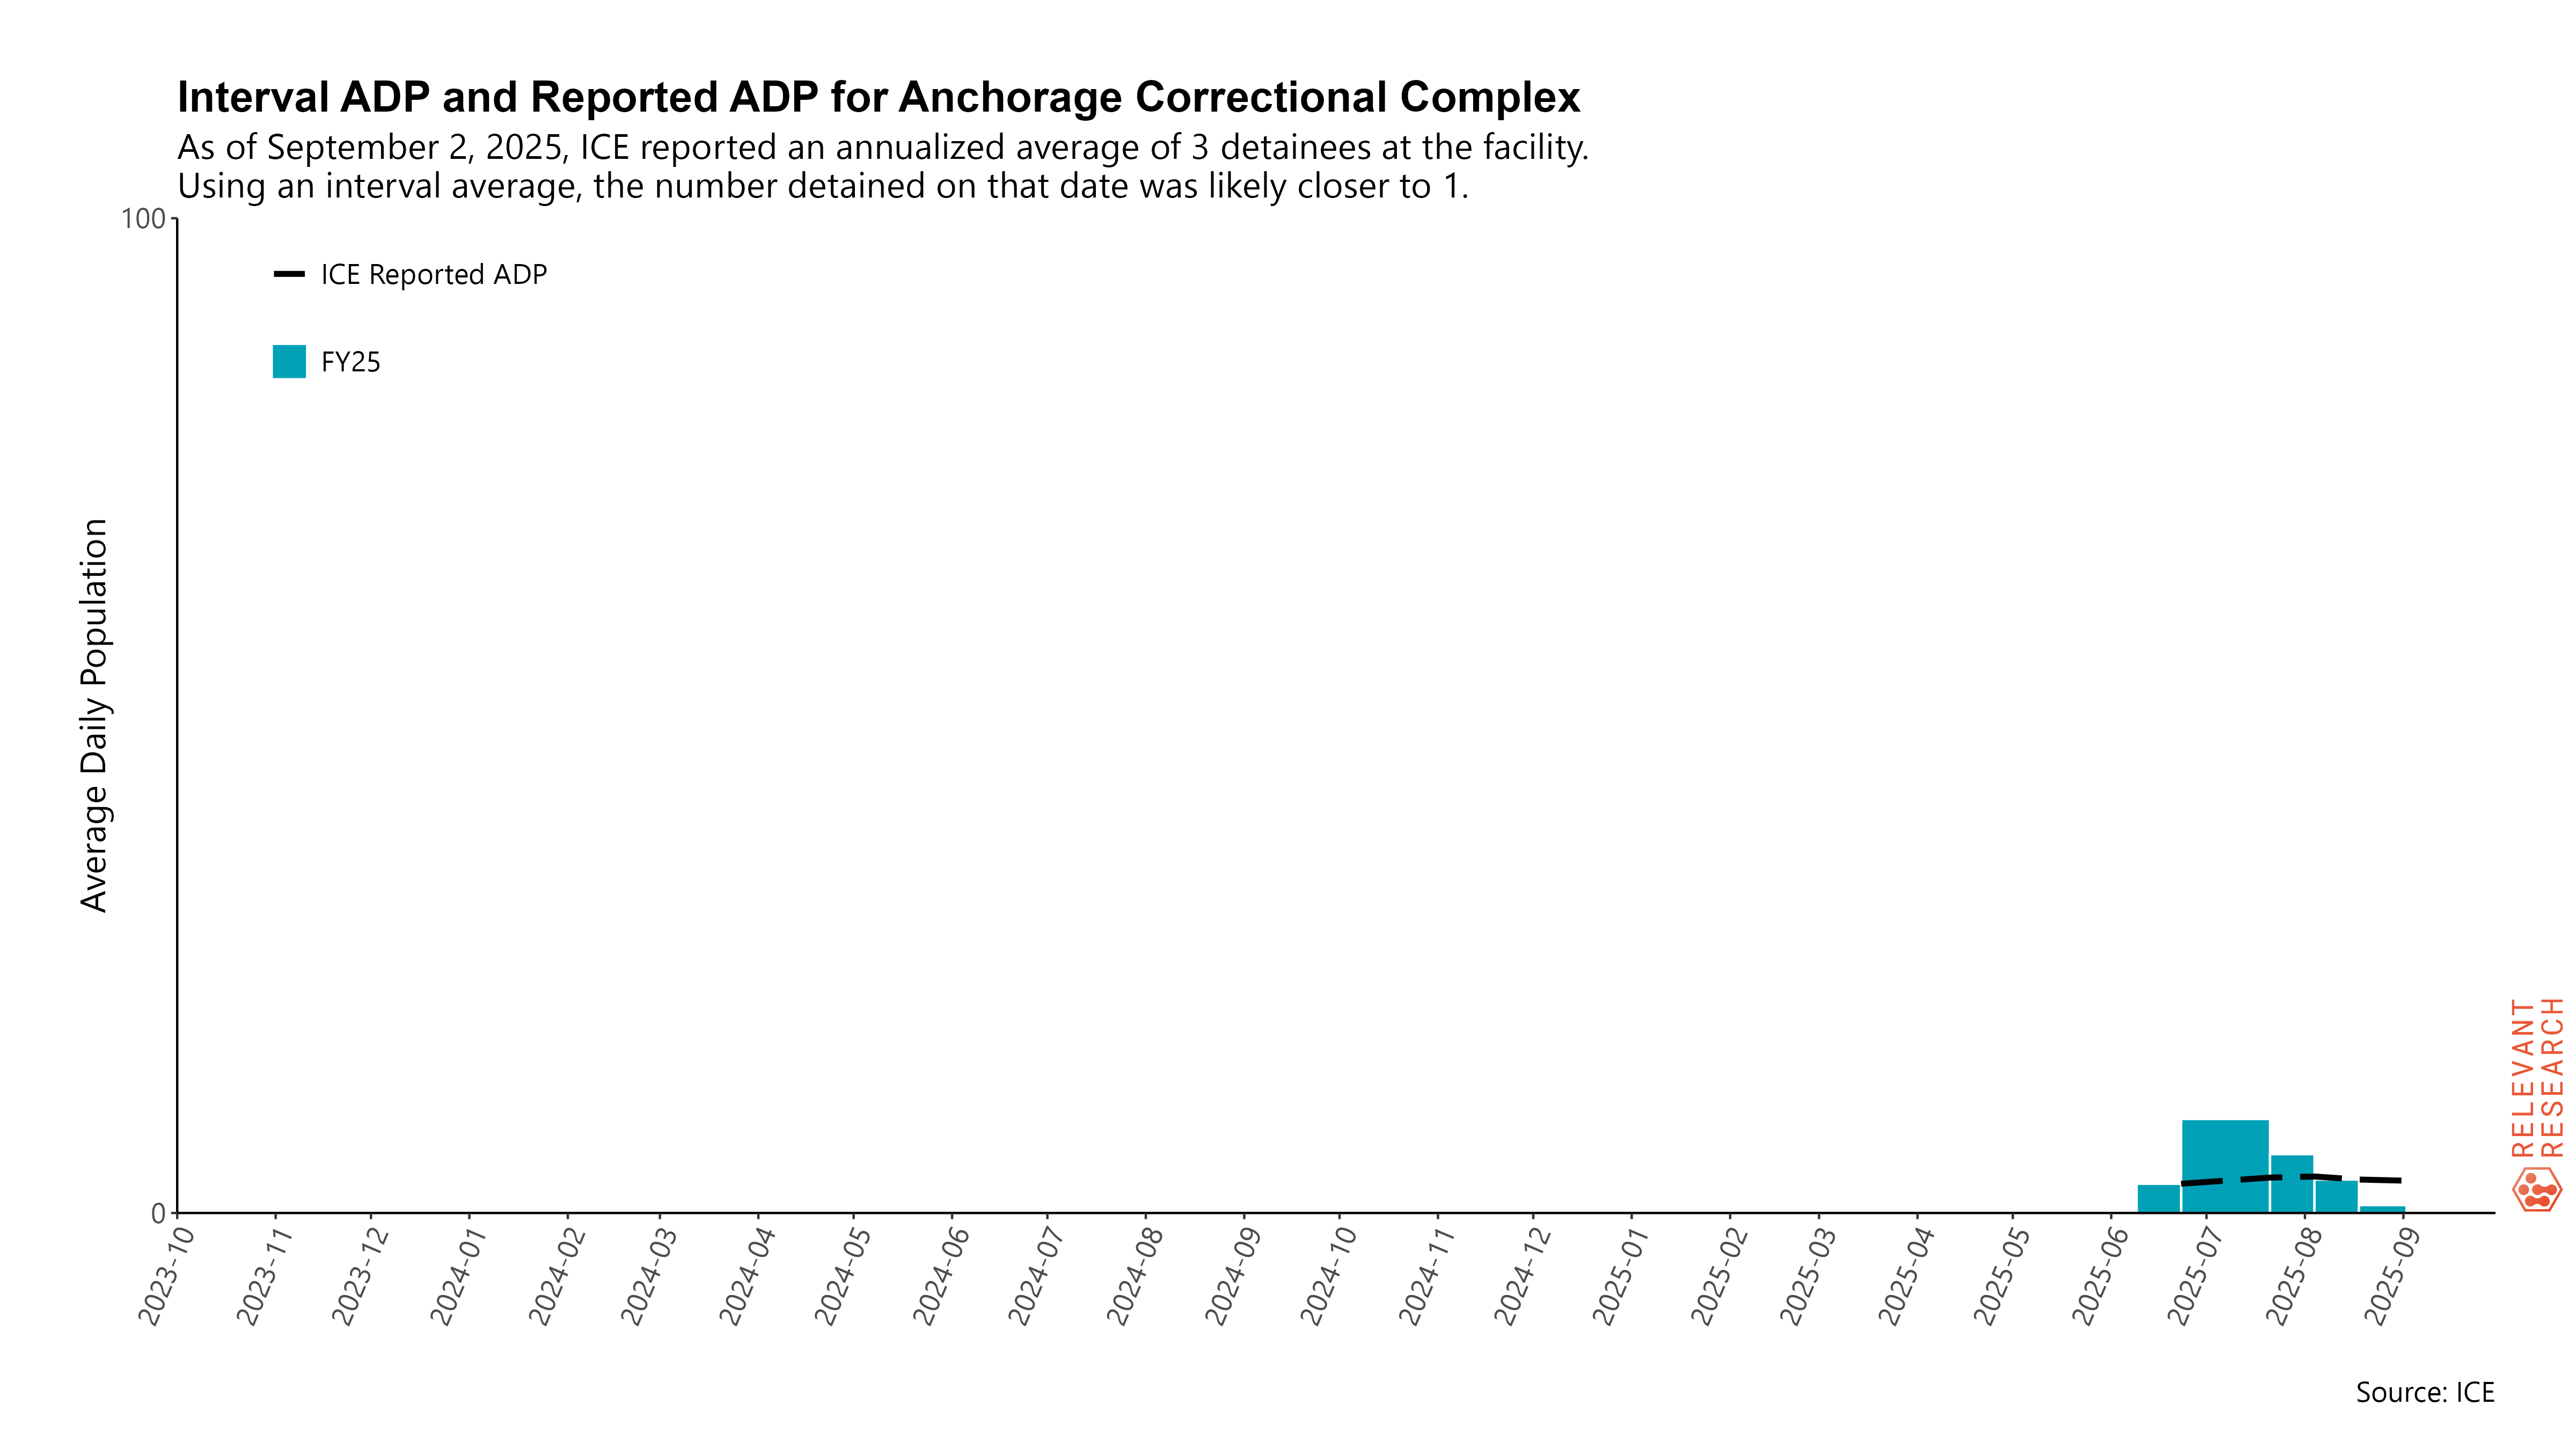 Interval ADP and Reported ADP for Anchorage Correctional Complex
As of September 2, 2025, ICE reported an annualized average of 3 detainees at the facility.
Using an interval average, the number detained on that date was likely closer to 1.
100
ICE Reported ADP
FY25
Average Daily Population
0
2023-10
2023-11
2023-12
2024-01
2024-02
2024-03
2024-04
2024-05
2024-06
2024-07
2024-08
2024-09
2024-10
2024-11
2024-12
2025-01
2025-02
2025-03
2025-04
2025-05
2025-06
2025-07
2025-08
2025-09
RELEVANT
RESEARCH
Source: ICE